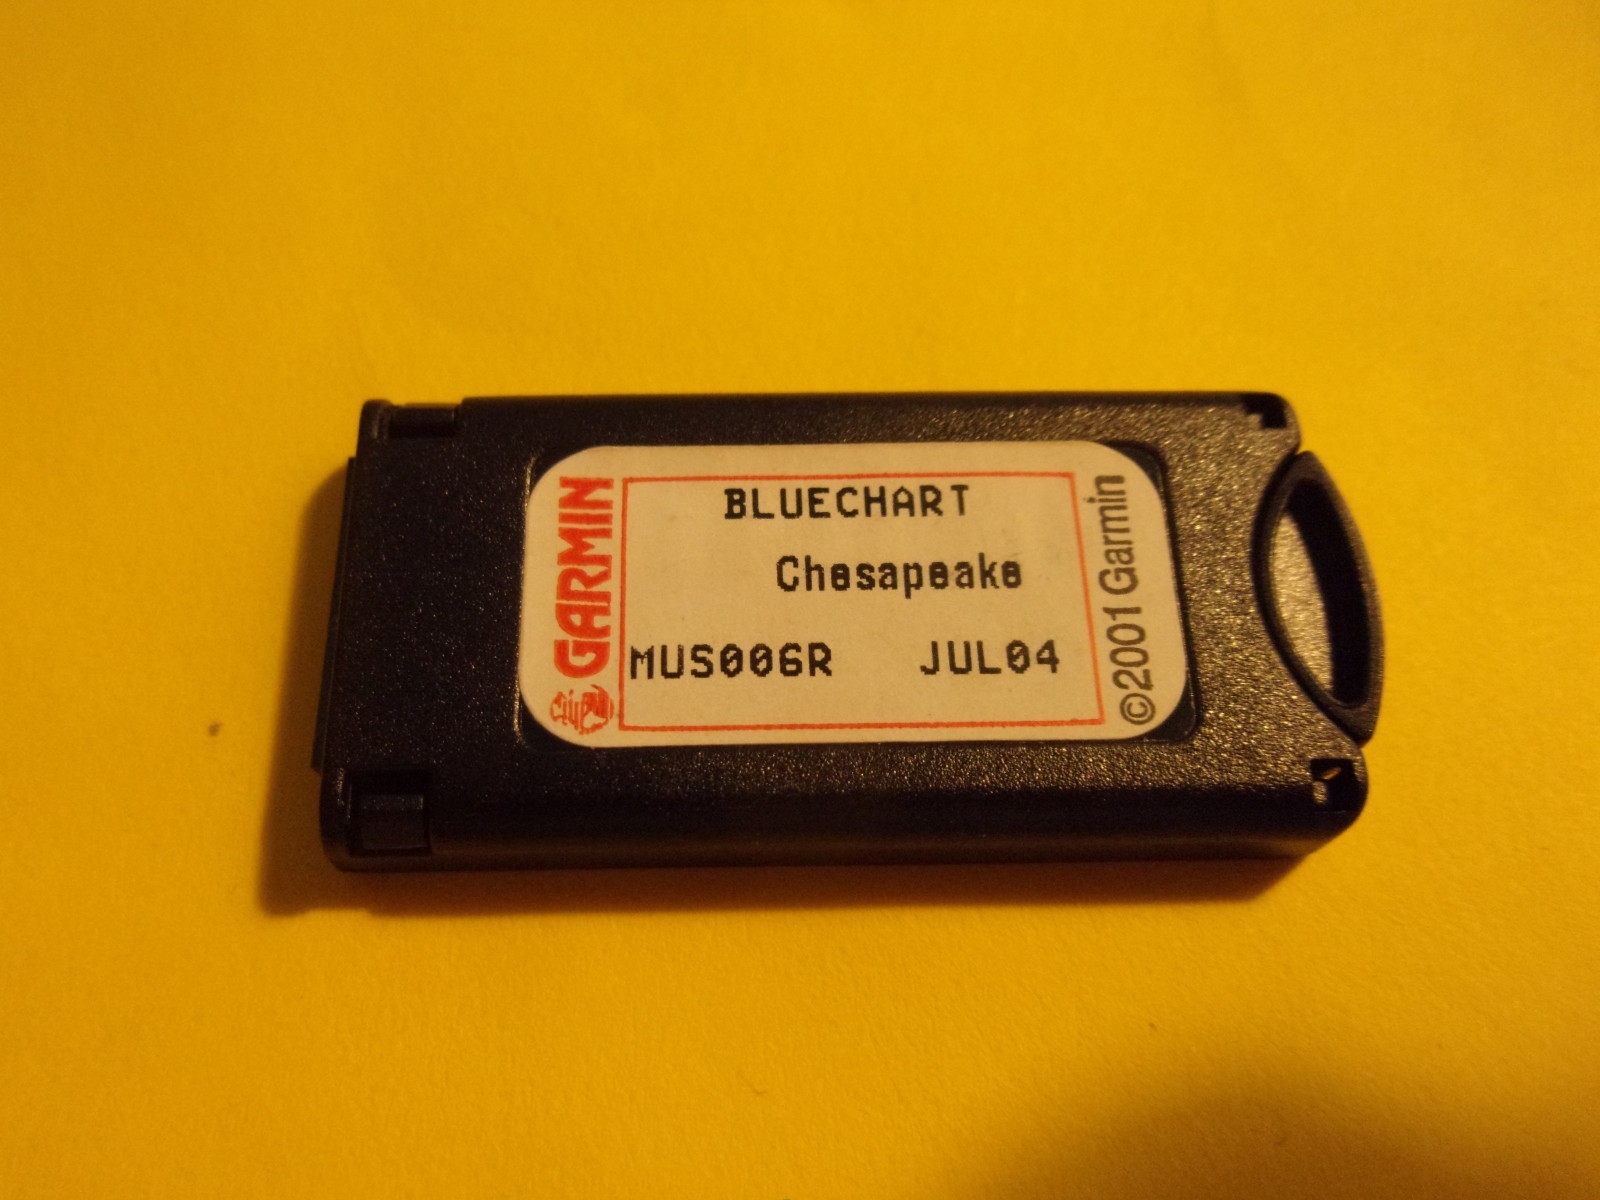 GARMIN
BLUECHART
Chesapeake
MUS006R JUL04
©2001 Garmin